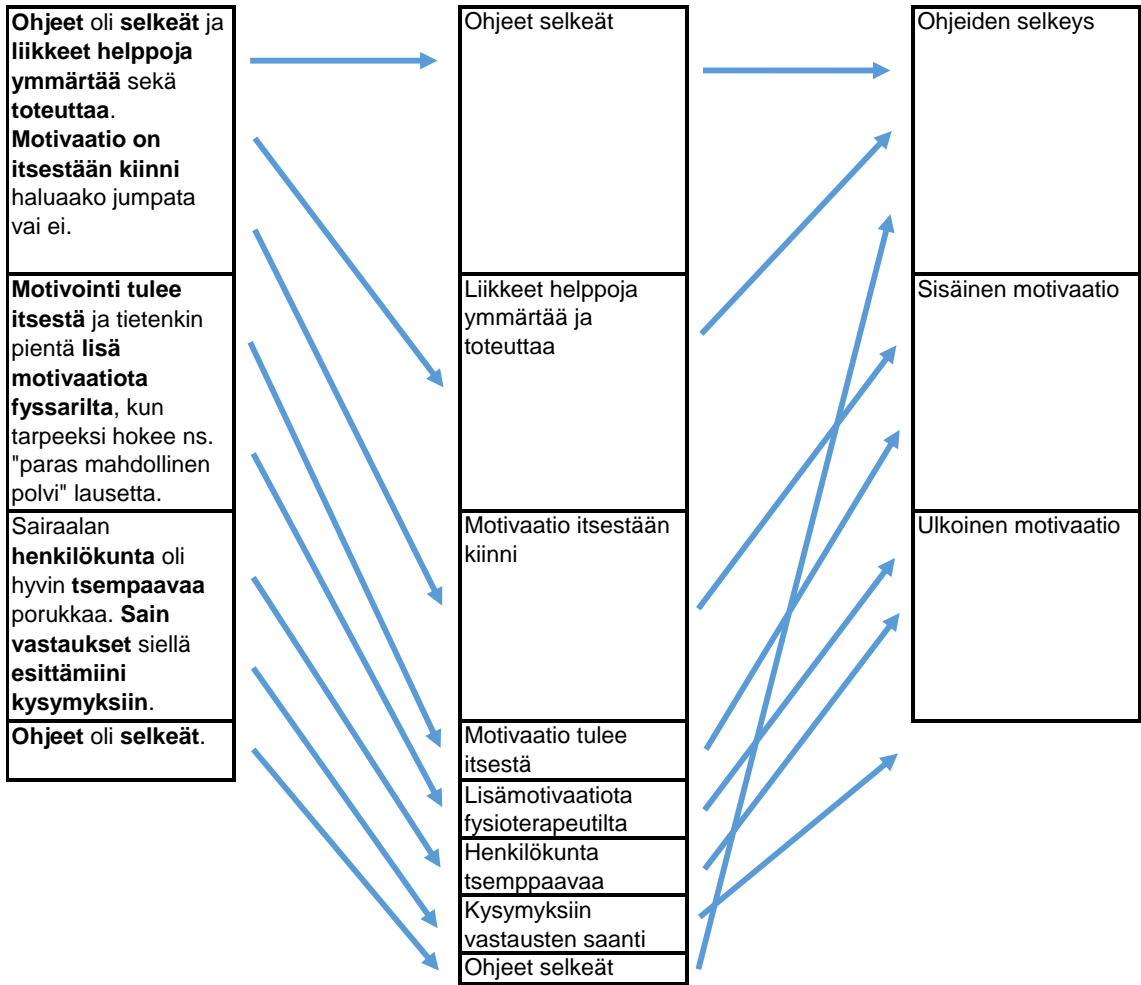 Ohjeet oli selkeät ja
liikkeet helppoja
ymmärtää sekä
toteuttaa.
Motivaatio on
itsestään kiinni
haluaako jumpata
vai ei.
Motivointi tulee
itsestä ja tietenkin
pientä lisä
motivaatiota
fyssarilta, kun
tarpeeksi hokee ns.
"paras mahdollinen
polvi" lausetta.
Sairaalan
henkilökunta oli
hyvin tsempaavaa
porukkaa. Sain
vastaukset siellä
esittämiini
kysymyksiin.
Ohjeet oli selkeät.
Ohjeet selkeät
Liikkeet helppoja
ymmärtää ja
toteuttaa
Motivaatio itsestään
kiinni
Motivaatio tulee
itsestä
Lisämotivaatiota
fysioterapeutilta
Henkilökunta
tsemppaavaa
Kysymyksiin
vastausten saanti
Ohjeet selkeät
Ohjeiden selkeys
Sisäinen motivaatio
Ulkoinen motivaatio